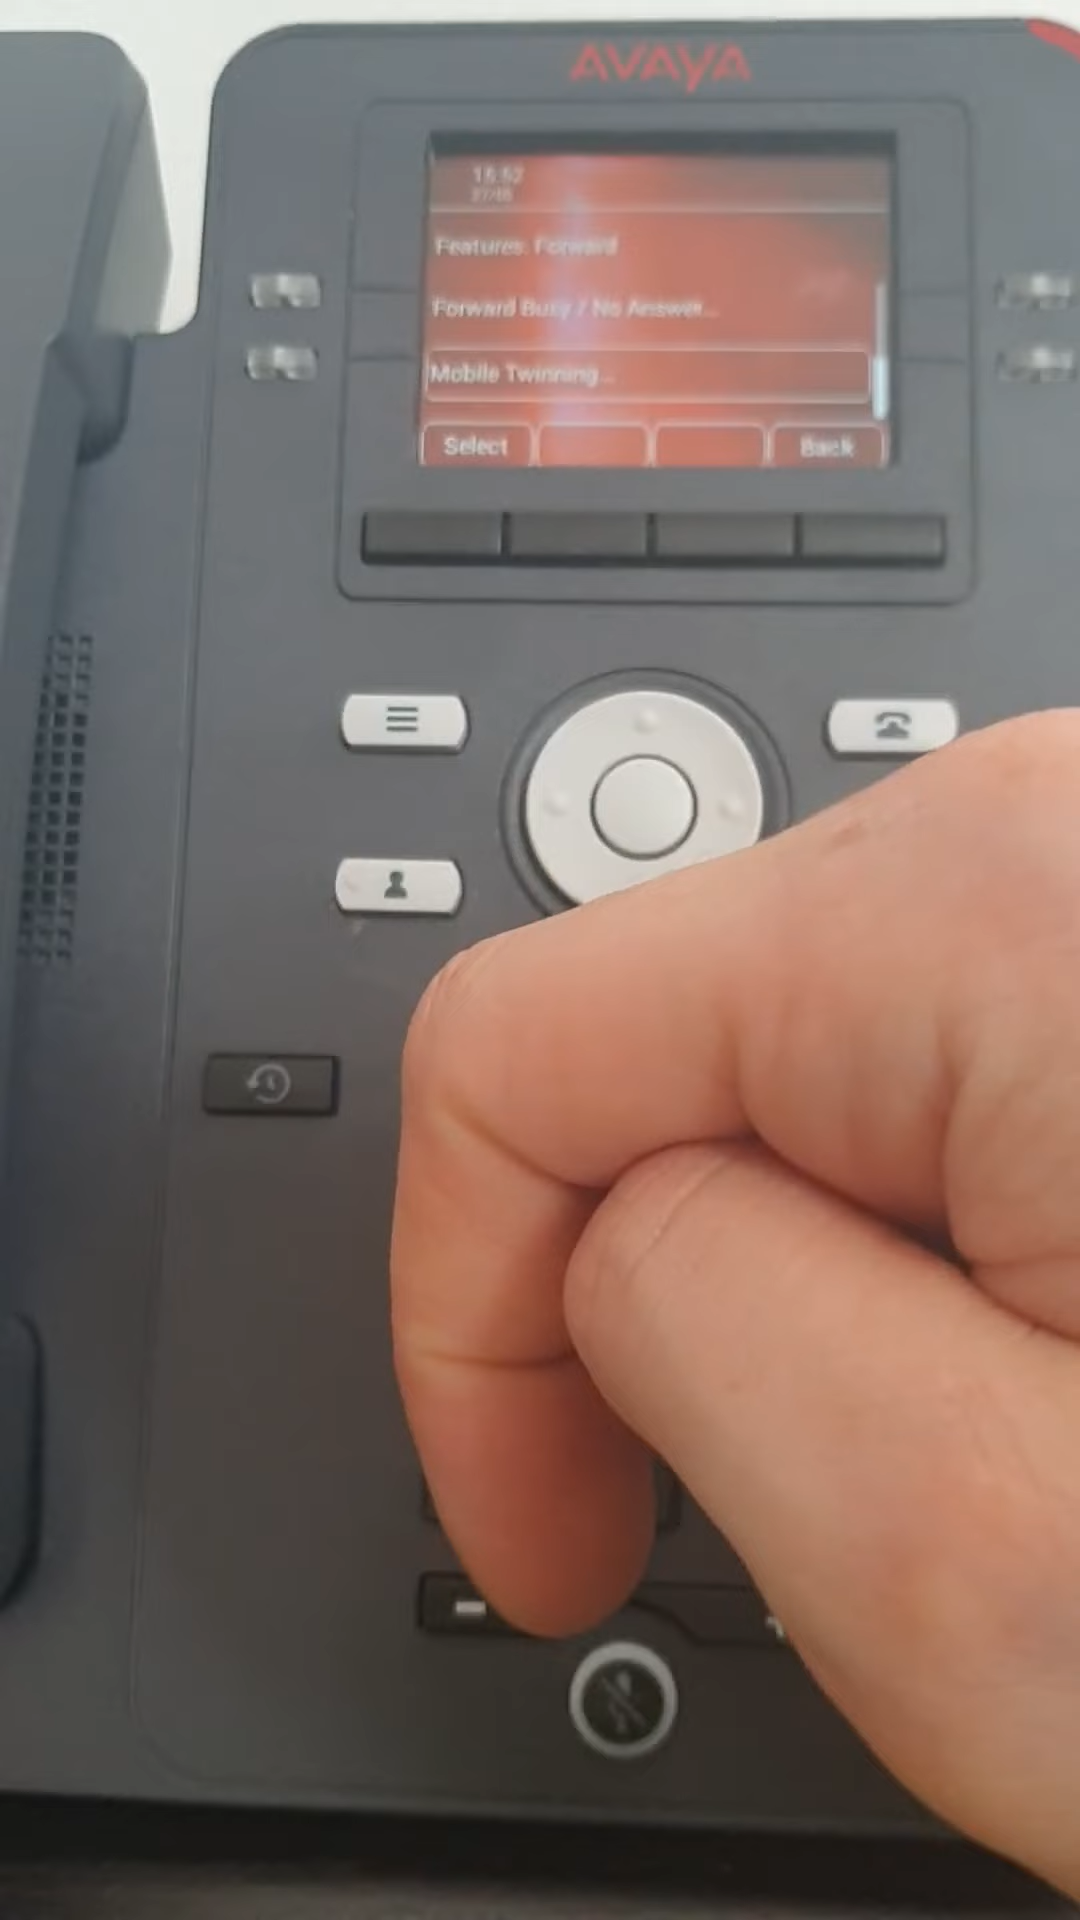 AVAYA
Features: Forward
Forward Busy / No Answer...
Mobile Twinning...
Select
Back